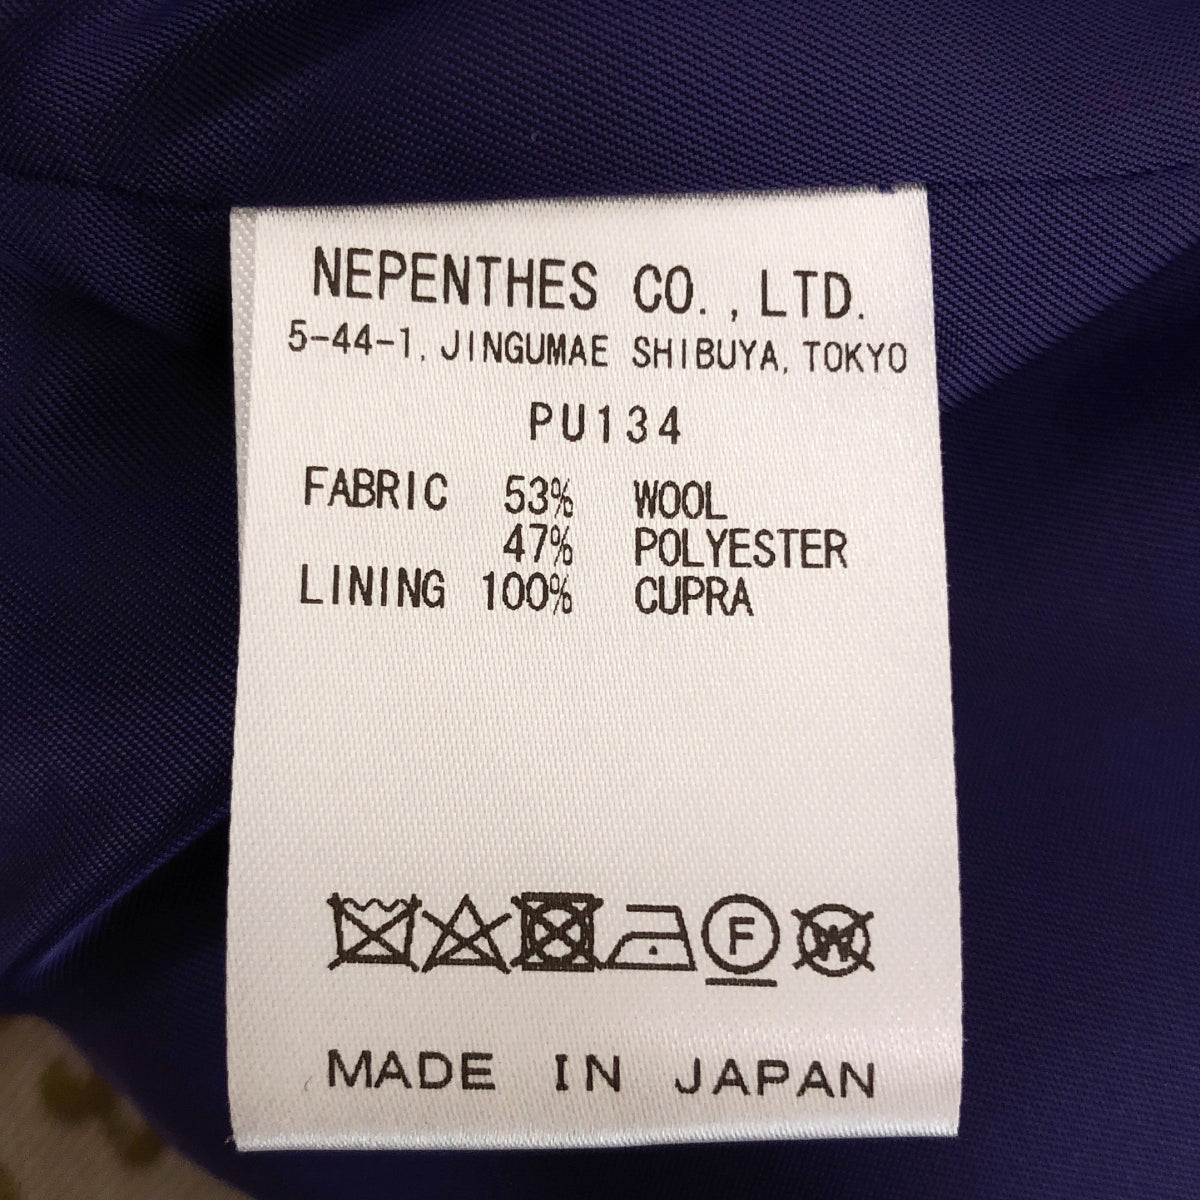 NEPENTHES CO., LTD.
5-44-1, JINGUMAE SHIBUYA, TOKYO
PU134
FABRIC 53% WOOL
47% POLYESTER
LINING 100% CUPRA
F W
MADE IN JAPAN